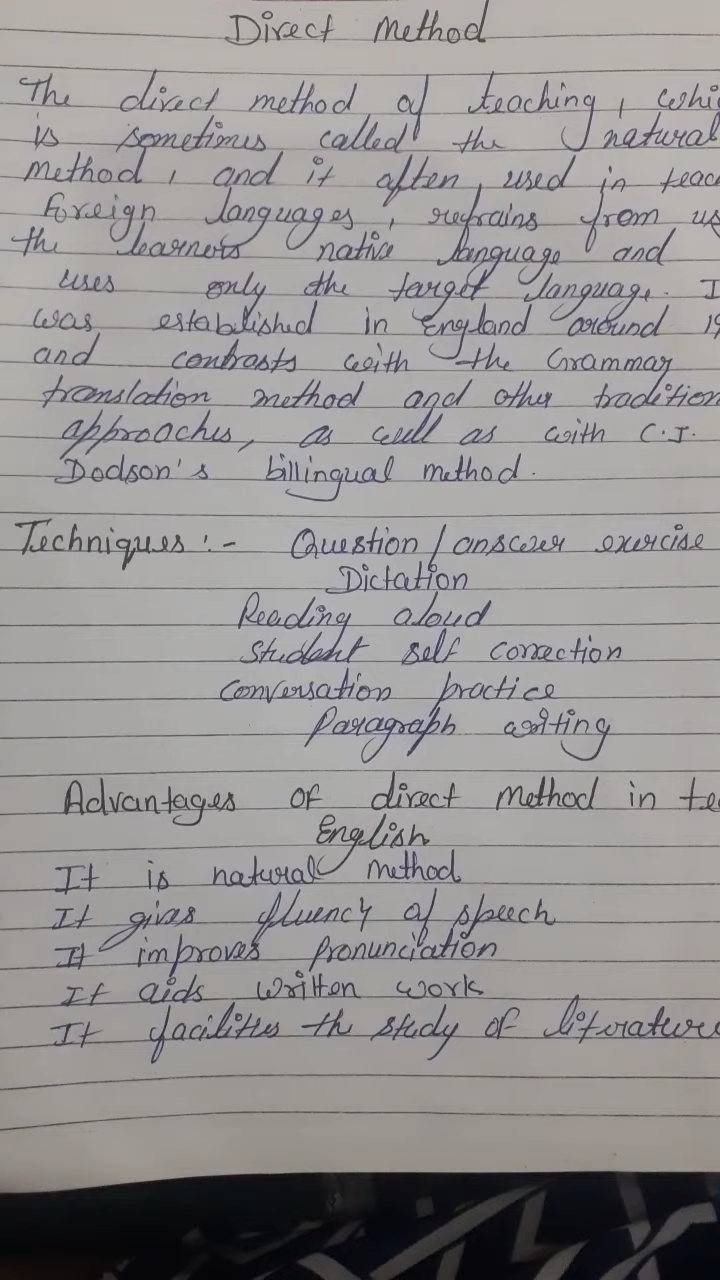 Direct Method
The direct method of teaching, whi
is sometimes called the natural
method, and it often, used in teac
foreign languages, refrains from us
the learners native language and
uses only the target language. I
was established in England around 19
and contrasts with the Grammar
translation method and other tradition
approaches, as well as with C.J.
Dodson's billingual method.
Techniques :- Question / answer exercise
Dictation
Reading aloud
Student self correction
Conversation practice
Paragraph writing
Advantages of direct method in te
English
It is natural method
It gives fluency of speech
It improves pronunciation
It aids written work
It facilities the study of literature